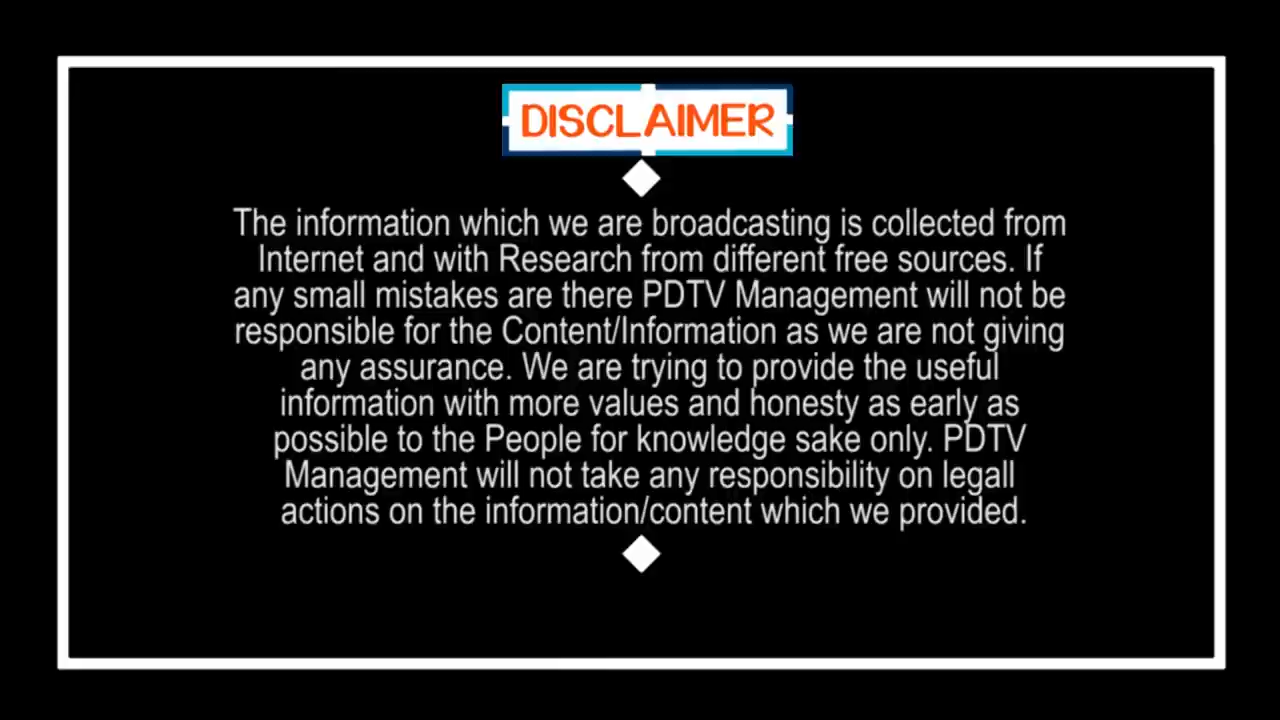 DISCLAIMER
The information which we are broadcasting is collected from
Internet and with Research from different free sources. If
any small mistakes are there PDTV Management will not be
responsible for the Content/Information as we are not giving
any assurance. We are trying to provide the useful
information with more values and honesty as early as
possible to the People for knowledge sake only. PDTV
Management will not take any responsibility on legall
actions on the information/content which we provided.